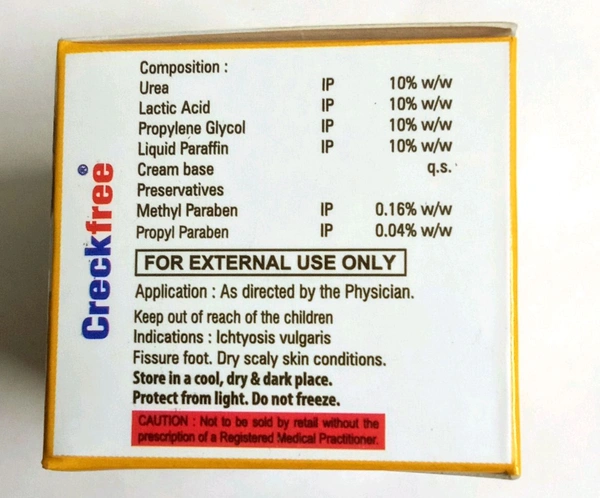 Creckfree®
Composition :
Urea IP 10% w/w
Lactic Acid IP 10% w/w
Propylene Glycol IP 10% w/w
Liquid Paraffin IP 10% w/w
Cream base q.s.
Preservatives
Methyl Paraben IP 0.16% w/w
Propyl Paraben IP 0.04% w/w
FOR EXTERNAL USE ONLY
Application : As directed by the Physician.
Keep out of reach of the children
Indications : Ichtyosis vulgaris
Fissure foot. Dry scaly skin conditions.
Store in a cool, dry & dark place.
Protect from light. Do not freeze.
CAUTION : Not to be sold by retail without the
prescription of a Registered Medical Practitioner.